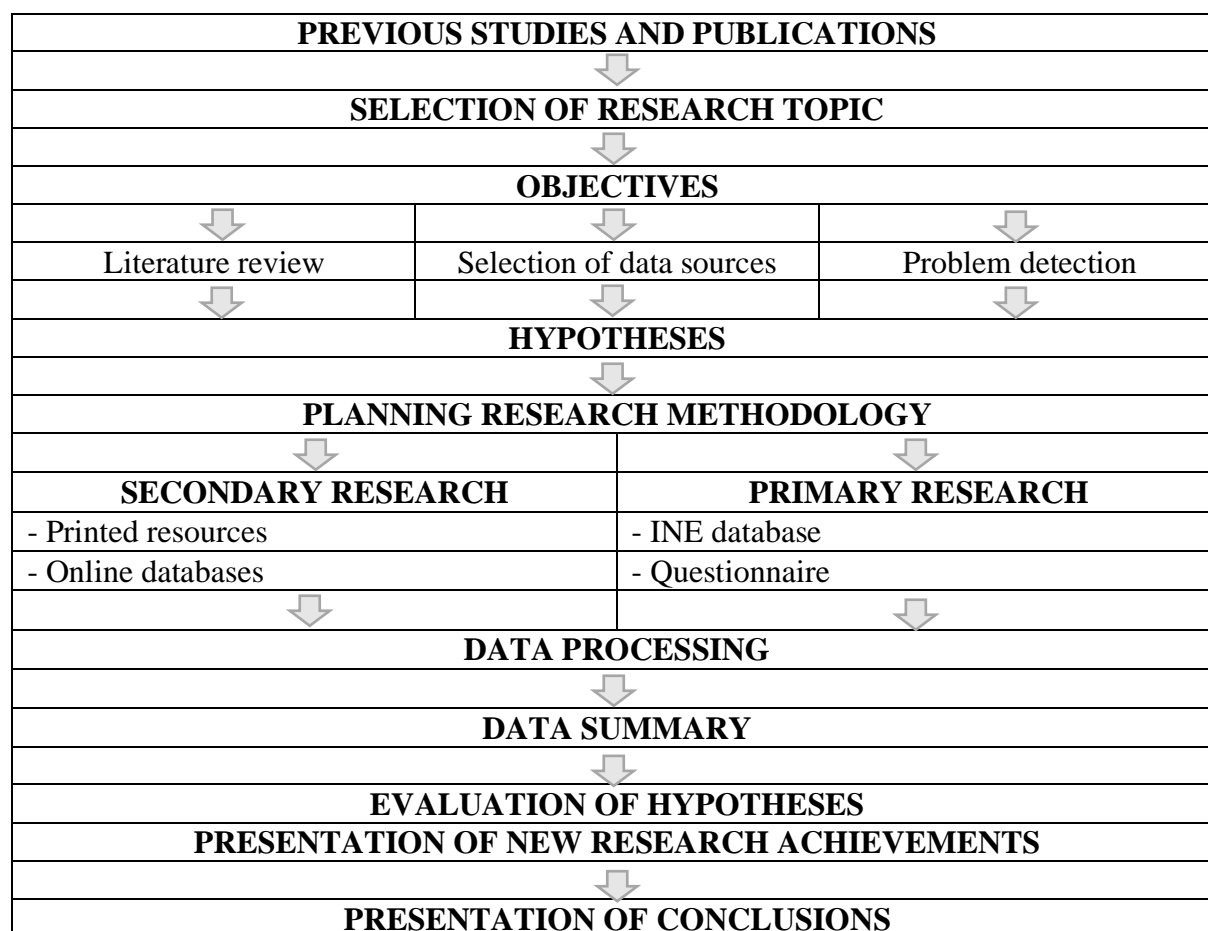 PREVIOUS STUDIES AND PUBLICATIONS
SELECTION OF RESEARCH TOPIC
OBJECTIVES
Literature review
Selection of data sources
Problem detection
HYPOTHESES
PLANNING RESEARCH METHODOLOGY
SECONDARY RESEARCH
PRIMARY RESEARCH
- Printed resources
- INE database
- Online databases
- Questionnaire
DATA PROCESSING
DATA SUMMARY
EVALUATION OF HYPOTHESES
PRESENTATION OF NEW RESEARCH ACHIEVEMENTS
PRESENTATION OF CONCLUSIONS